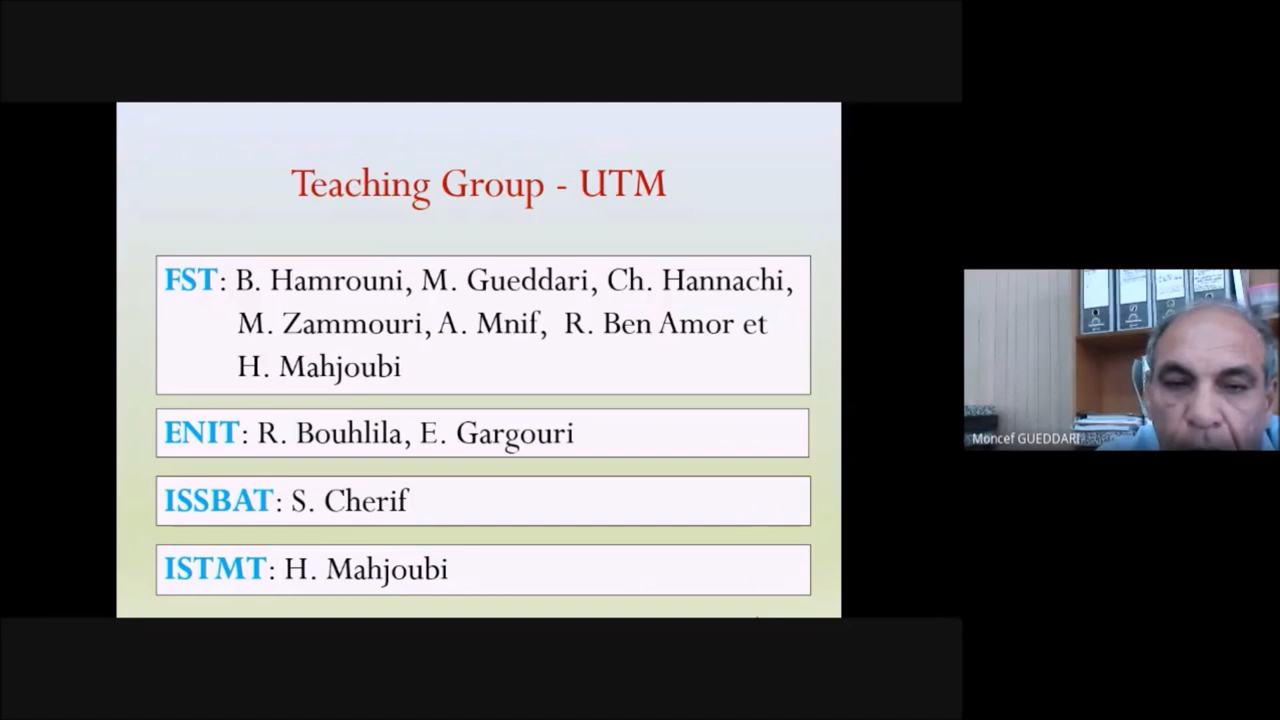 Teaching Group - UTM
FST: B. Hamrouni, M. Gueddari, Ch. Hannachi,
M. Zammouri, A. Mnif, R. Ben Amor et
H. Mahjoubi
ENIT: R. Bouhlila, E. Gargouri
ISSBAT: S. Cherif
ISTMT: H. Mahjoubi
Moncef GUEDDARI